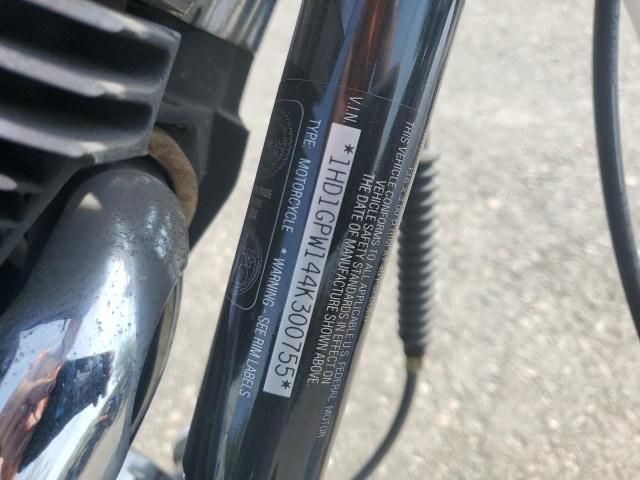 THIS VEHICLE CONFORMS TO ALL APPLICABLE U.S. FEDERAL MOTOR
VEHICLE SAFETY STANDARDS IN EFFECT ON
THE DATE OF MANUFACTURE SHOWN ABOVE
V.I.N.
*1HD1GPW144K300755*
TYPE: MOTORCYCLE * WARNING - SEE RIM LABELS